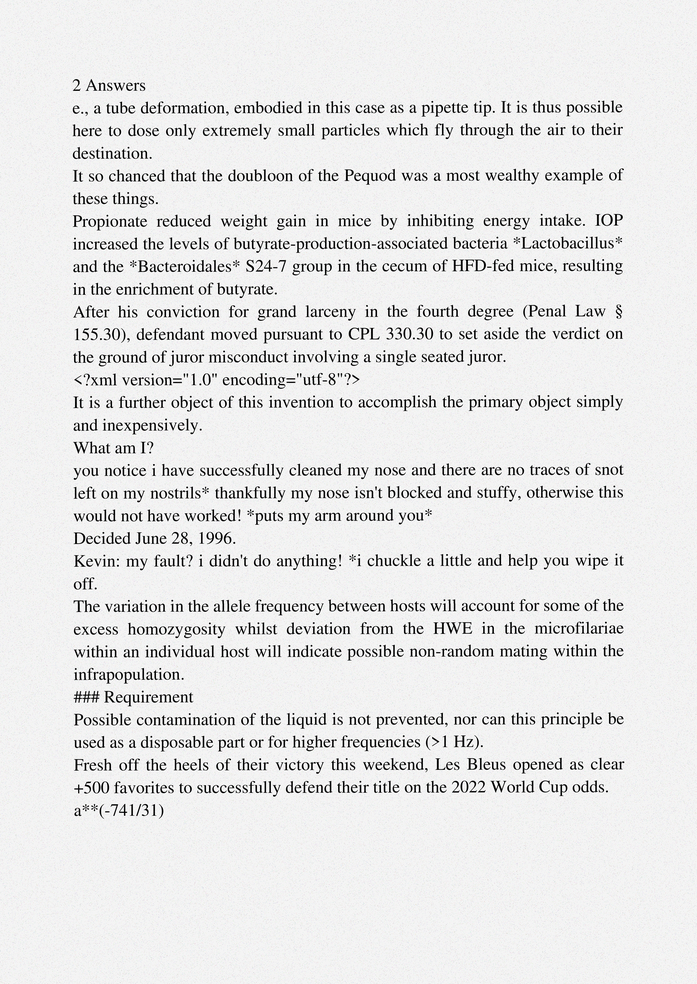 2 Answers
e., a tube deformation, embodied in this case as a pipette tip. It is thus possible
here to dose only extremely small particles which fly through the air to their
destination.
It so chanced that the doubloon of the Pequod was a most wealthy example of
these things.
Propionate reduced weight gain in mice by inhibiting energy intake. IOP
increased the levels of butyrate-production-associated bacteria *Lactobacillus*
and the *Bacteroidales* S24-7 group in the cecum of HFD-fed mice, resulting
in the enrichment of butyrate.
After his conviction for grand larceny in the fourth degree (Penal Law §
155.30), defendant moved pursuant to CPL 330.30 to set aside the verdict on
the ground of juror misconduct involving a single seated juror.
<?xml version="1.0" encoding="utf-8"?>
It is a further object of this invention to accomplish the primary object simply
and inexpensively.
What am I?
you notice i have successfully cleaned my nose and there are no traces of snot
left on my nostrils* thankfully my nose isn't blocked and stuffy, otherwise this
would not have worked! *puts my arm around you*
Decided June 28, 1996.
Kevin: my fault? i didn't do anything! *i chuckle a little and help you wipe it
off.
The variation in the allele frequency between hosts will account for some of the
excess homozygosity whilst deviation from the HWE in the microfilariae
within an individual host will indicate possible non-random mating within the
infrapopulation.
### Requirement
Possible contamination of the liquid is not prevented, nor can this principle be
used as a disposable part or for higher frequencies (>1 Hz).
Fresh off the heels of their victory this weekend, Les Bleus opened as clear
+500 favorites to successfully defend their title on the 2022 World Cup odds.
a**(-741/31)